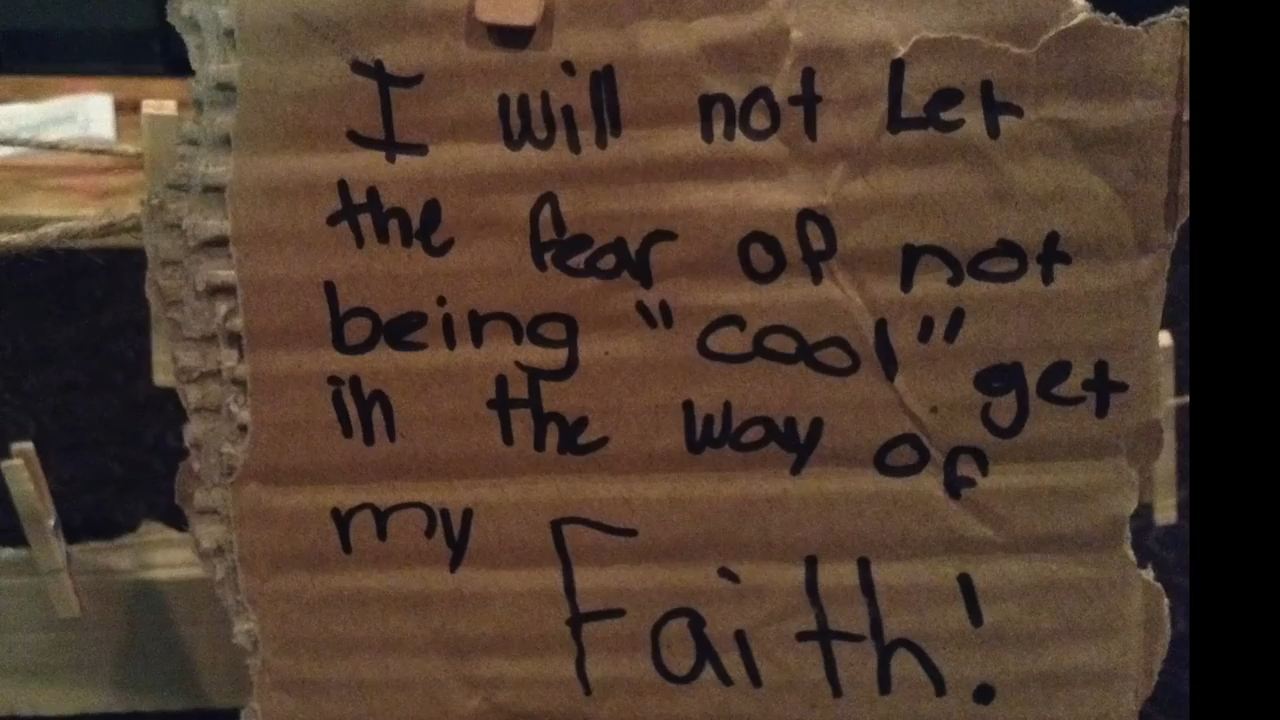 I will not Let
the fear of not
being "cool" get
in the way of
my Faith!